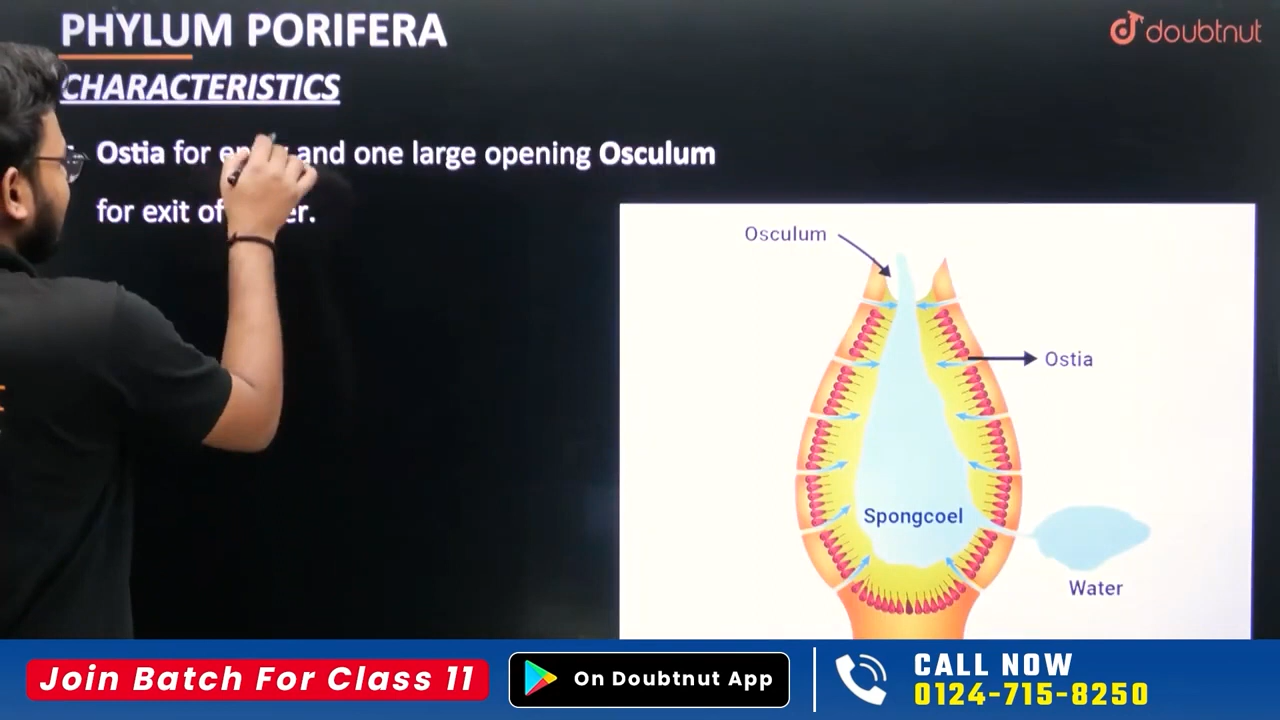 PHYLUM PORIFERA
doubtnut
CHARACTERISTICS
Ostia for and one large opening Osculum
for exit of
Osculum
Ostia
Spongcoel
Water
Join Batch For Class 11
On Doubtnut App
CALL NOW
0124-715-8250